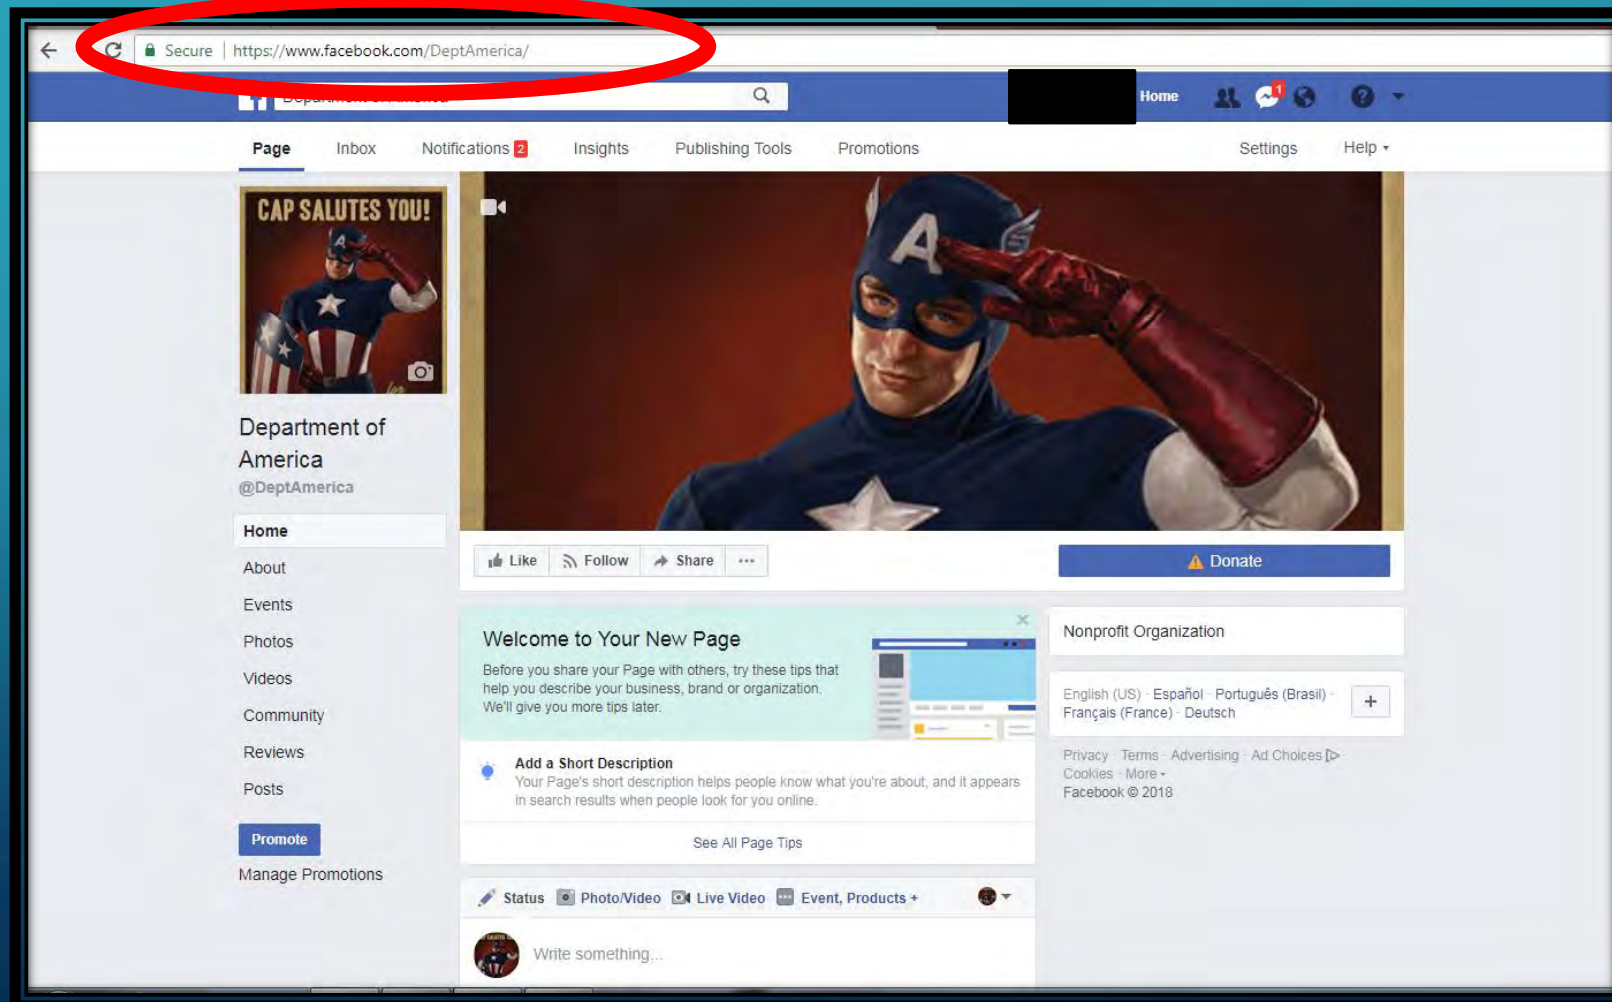 Secure | https://www.facebook.com/DeptAmerica/
Department of America
Home 1
Page Inbox Notifications 2 Insights Publishing Tools Promotions Settings Help
CAP SALUTES YOU!
A
A
for
Department of
America
@DeptAmerica
Home
About
Events
Photos
Videos
Community
Reviews
Posts
Promote
Manage Promotions
Like Follow Share ... Donate
Welcome to Your New Page
Before you share your Page with others, try these tips that
help you describe your business, brand or organization.
We'll give you more tips later.
Add a Short Description
Your Page's short description helps people know what you're about, and it appears
in search results when people look for you online.
See All Page Tips
Status Photo/Video Live Video Event, Products +
Write something...
Nonprofit Organization
English (US) · Español · Português (Brasil) ·
Français (France) · Deutsch
+
Privacy · Terms · Advertising · Ad Choices ·
Cookies · More
Facebook © 2018